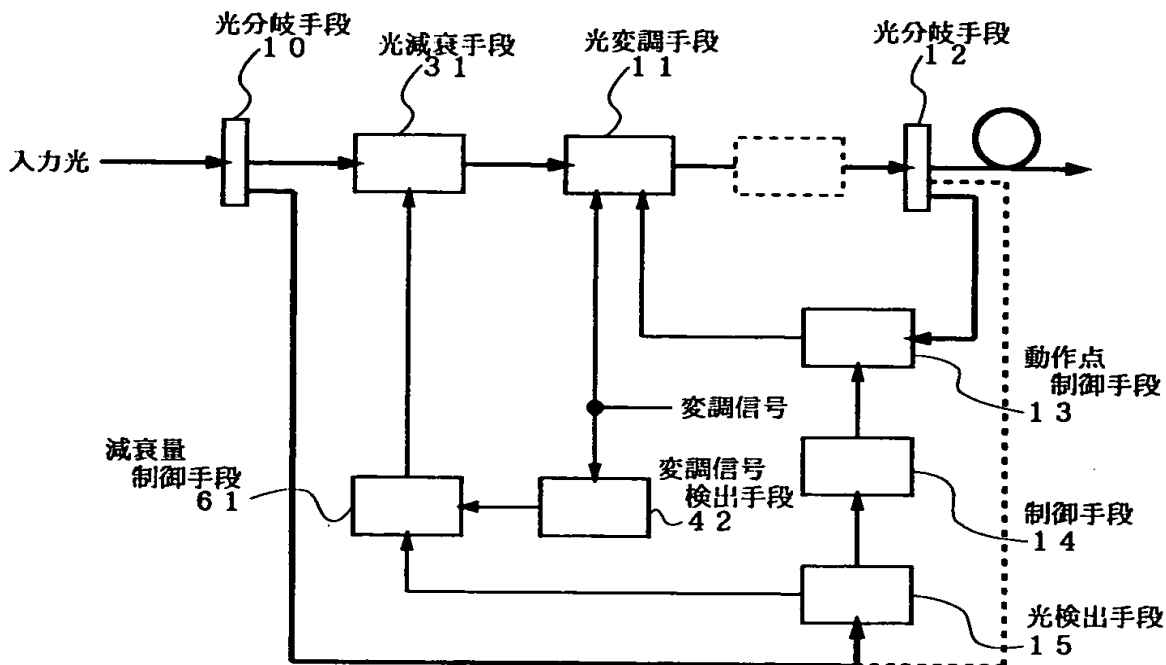 光分岐手段
１０
光減衰手段
３１
光変調手段
１１
光分岐手段
１２
入力光
動作点
制御手段
１３
変調信号
減衰量
制御手段
６１
変調信号
検出手段
４２
制御手段
１４
光検出手段
１５